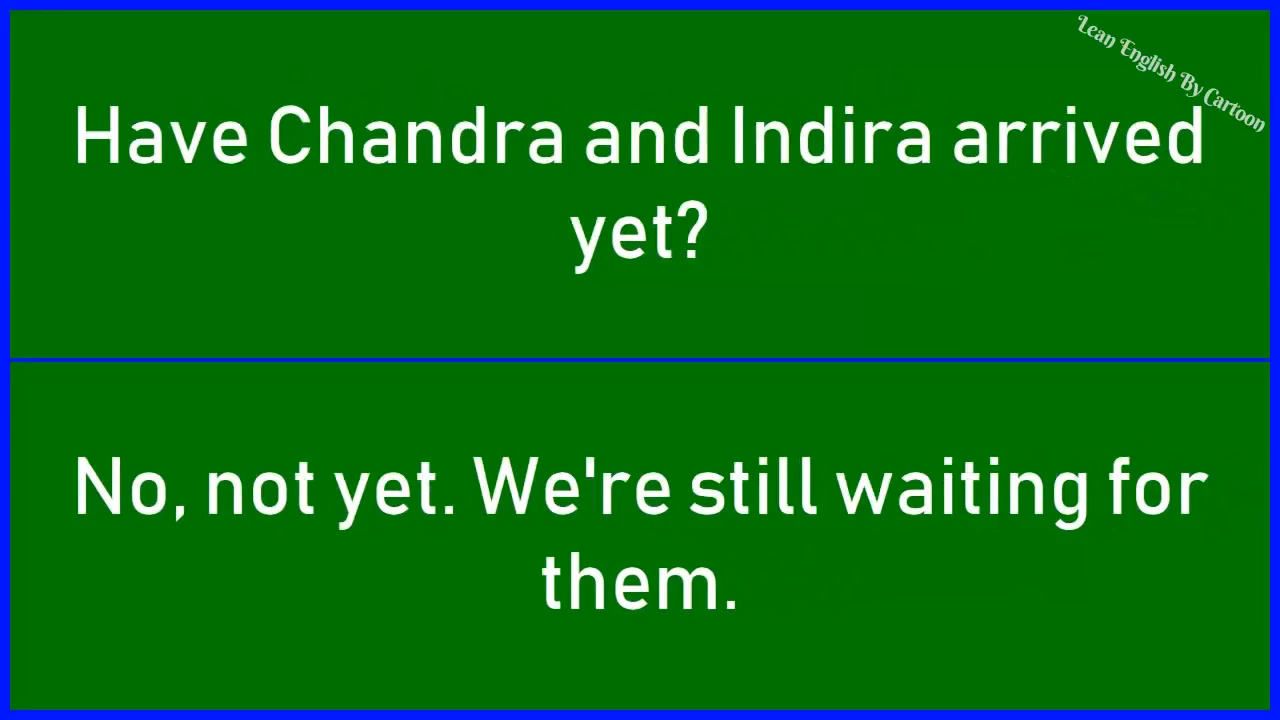 Lean English By Cartoon
Have Chandra and Indira arrived
yet?
No, not yet. We're still waiting for
them.